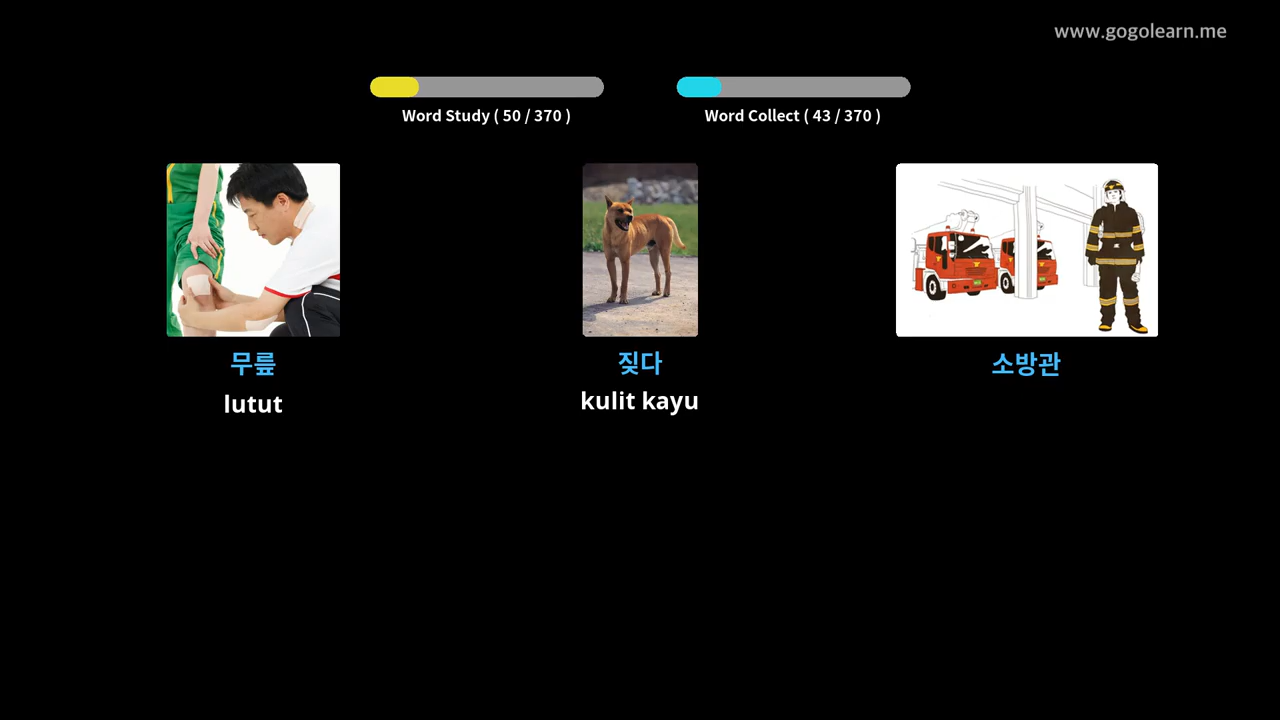 www.gogolearn.me
Word Study ( 50 / 370 )
Word Collect ( 43 / 370 )
무릎
lutut
짖다
kulit kayu
소방관